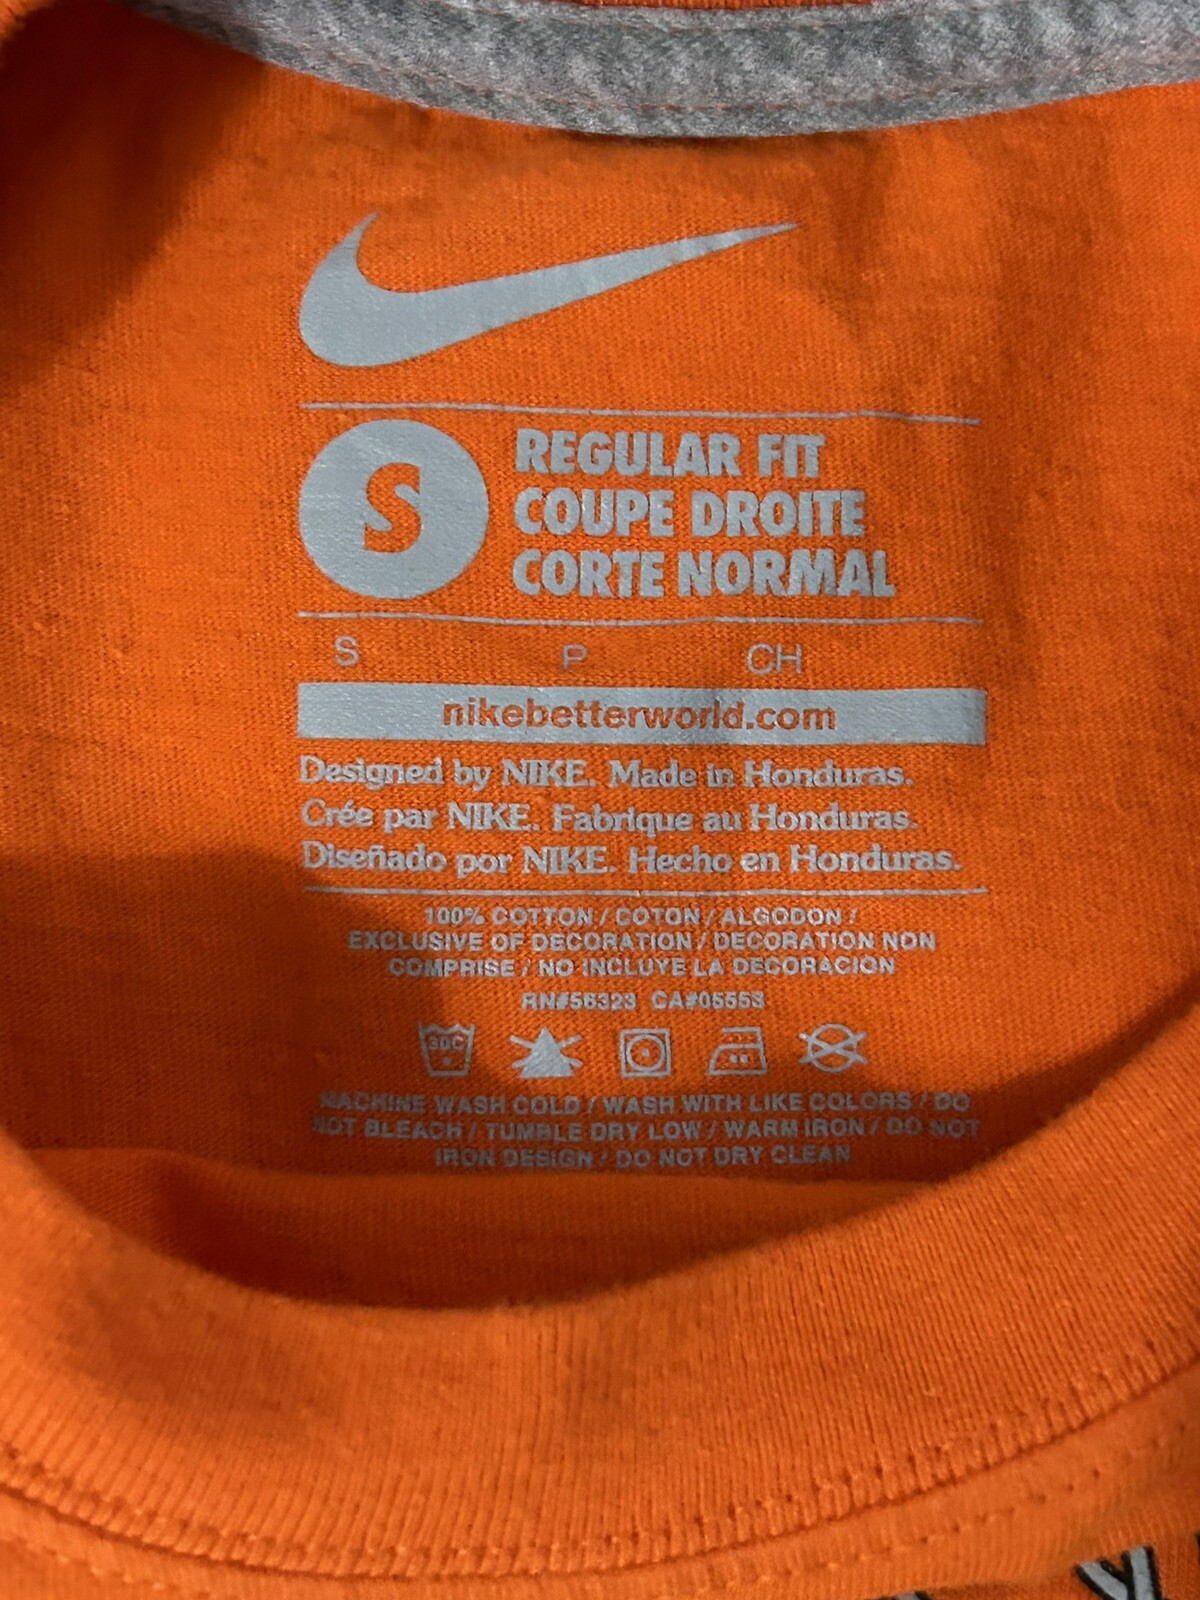 S
REGULAR FIT
COUPE DROITE
CORTE NORMAL
S P CH
nikebetterworld.com
Designed by NIKE. Made in Honduras.
Crée par NIKE. Fabrique au Honduras.
Diseñado por NIKE. Hecho en Honduras.
100% COTTON / COTON / ALGODON /
EXCLUSIVE OF DECORATION / DECORATION NON
COMPRISE / NO INCLUYE LA DECORACION
RN#56323 CA#05553
30C
MACHINE WASH COLD / WASH WITH LIKE COLORS / DO
NOT BLEACH / TUMBLE DRY LOW / WARM IRON / DO NOT
IRON DESIGN / DO NOT DRY CLEAN